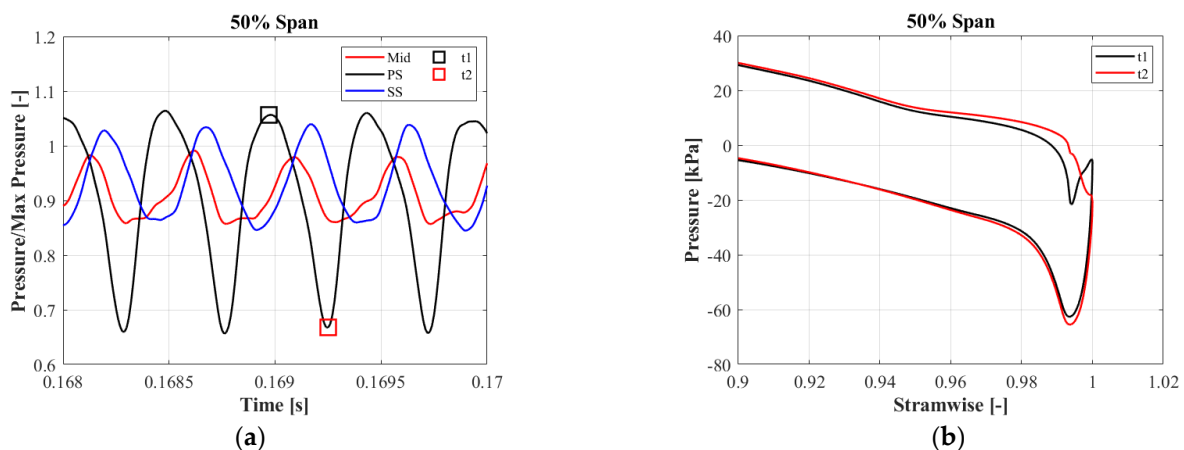 50% Span
1.2
1.1
1
0.9
0.8
0.7
0.6
Pressure/Max Pressure [-]
Mid
PS
SS
t1
t2
0.168
0.1685
0.169
0.1695
0.17
Time [s]
(a)
50% Span
40
20
0
-20
-40
-60
-80
Pressure [kPa]
t1
t2
0.9
0.92
0.94
0.96
0.98
1
1.02
Stramwise [-]
(b)